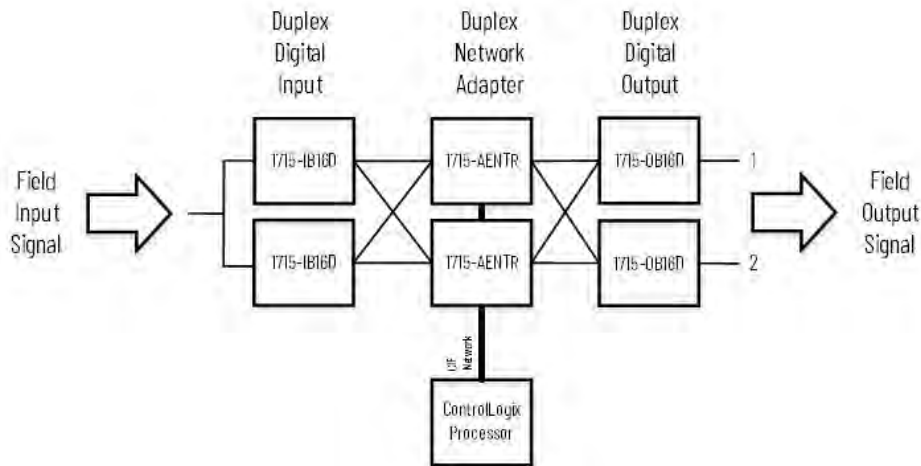 Duplex
Digital
Input
Duplex
Network
Adapter
Duplex
Digital
Output
Field
Input
Signal
1715-IB16D
1715-AENTR
1715-OB16D
1
1715-IB16D
1715-AENTR
1715-OB16D
2
Field
Output
Signal
Network
ControlLogix
Processor